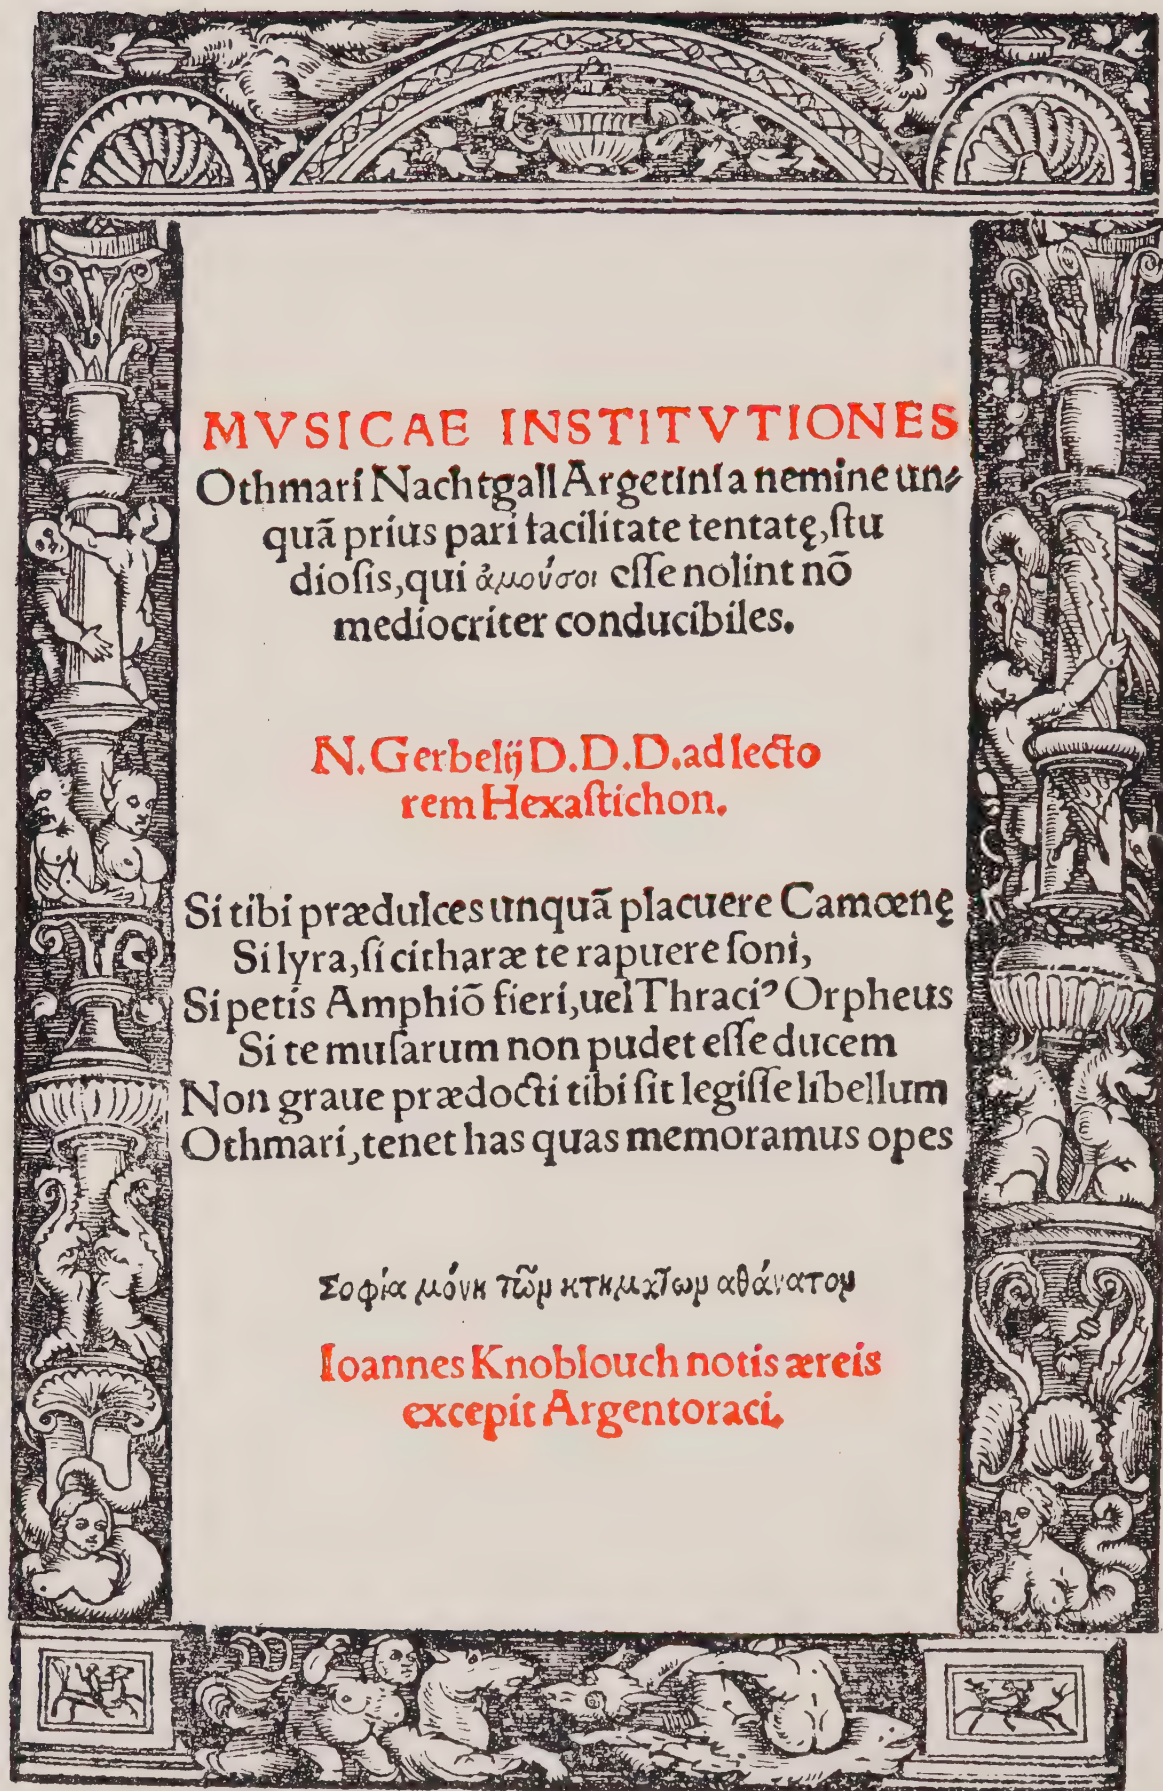 MVSICAE INSTITVTIONES
Othmari Nachtgall Argẽtini a nemine un⸗
quã prius pari facilitate tentatę, ſtu
dioſis, qui ἀμούσοι eſſe nolint nõ
mediocriter conducibiles.
N. Gerbelij D.D.D. ad lecto
rem Hexaſtichon.
Si tibi prædulces unquã placuere Camœnę
Si lyra, ſi citharæ te rapuere ſoni,
Si petis Amphiõ fieri, uel Thraciꝰ Orpheus
Si te muſarum non pudet eſſe ducem
Non graue prædocti tibi ſit legiſſe libellum
Othmari, tenet has quas memoramus opes
Σοφία μόνη τῶν κτημάτων αθάνατον
Ioannes Knoblouch notis æreis
excepit Argentoraci.